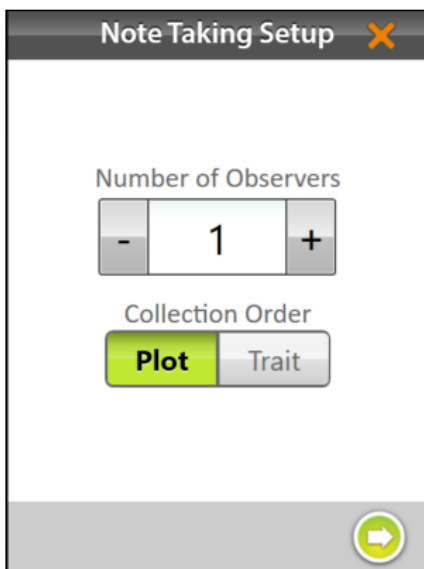 Note Taking Setup
Number of Observers
- 1 +
Collection Order
Plot Trait